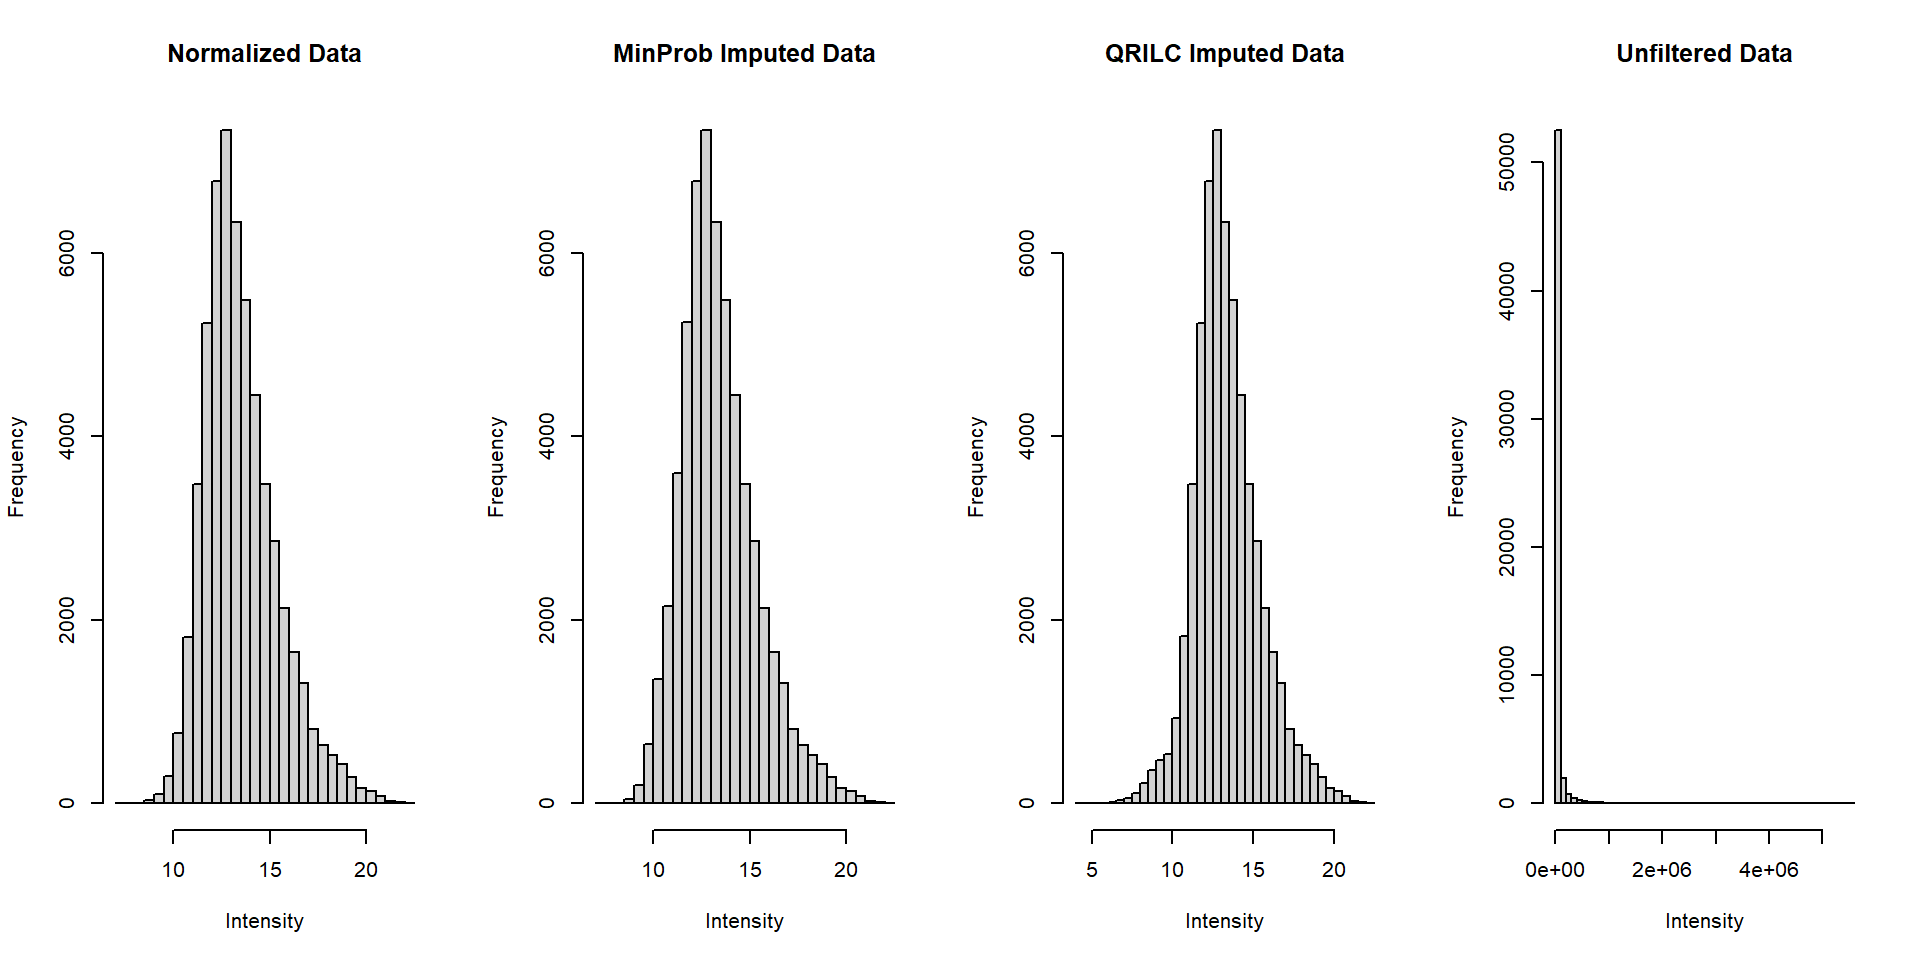 Normalized Data
Frequency
0
2000
4000
6000
10 15 20
Intensity
MinProb Imputed Data
Frequency
0
2000
4000
6000
10 15 20
Intensity
QRILC Imputed Data
Frequency
0
2000
4000
6000
5 10 15 20
Intensity
Unfiltered Data
Frequency
0
10000
20000
30000
40000
50000
0e+00 2e+06 4e+06
Intensity